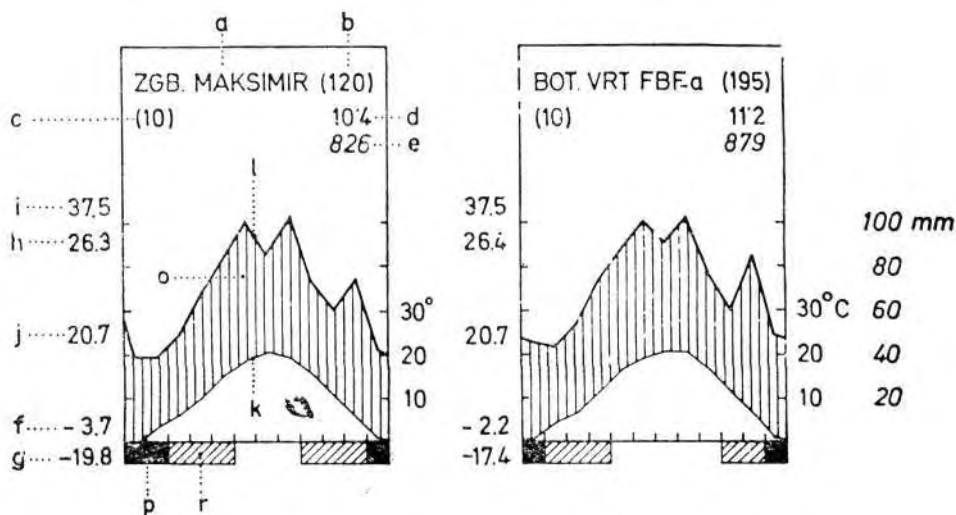 a b
ZGB. MAKSIMIR (120)
c (10) 10'4 d
826 e
l
i 37.5
h 26.3
o
30°
j 20.7
20
10
k
f - 3.7
g -19.8
p r
BOT. VRT FBF-a (195)
(10) 11'2
879
37.5 100 mm
26.4
80
30°C 60
20.7
20 40
10 20
- 2.2
-17.4